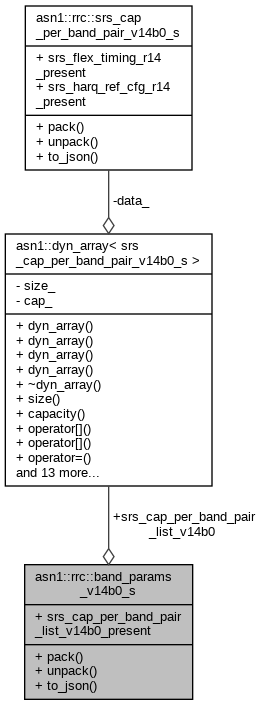 asn1::rrc::srs_cap
_per_band_pair_v14b0_s
+ srs_flex_timing_r14
_present
+ srs_harq_ref_cfg_r14
_present
+ pack()
+ unpack()
+ to_json()
-data_
asn1::dyn_array< srs
_cap_per_band_pair_v14b0_s >
- size_
- cap_
+ dyn_array()
+ dyn_array()
+ dyn_array()
+ dyn_array()
+ ~dyn_array()
+ size()
+ capacity()
+ operator[]()
+ operator[]()
+ operator=()
and 13 more...
+srs_cap_per_band_pair
_list_v14b0
asn1::rrc::band_params
_v14b0_s
+ srs_cap_per_band_pair
_list_v14b0_present
+ pack()
+ unpack()
+ to_json()